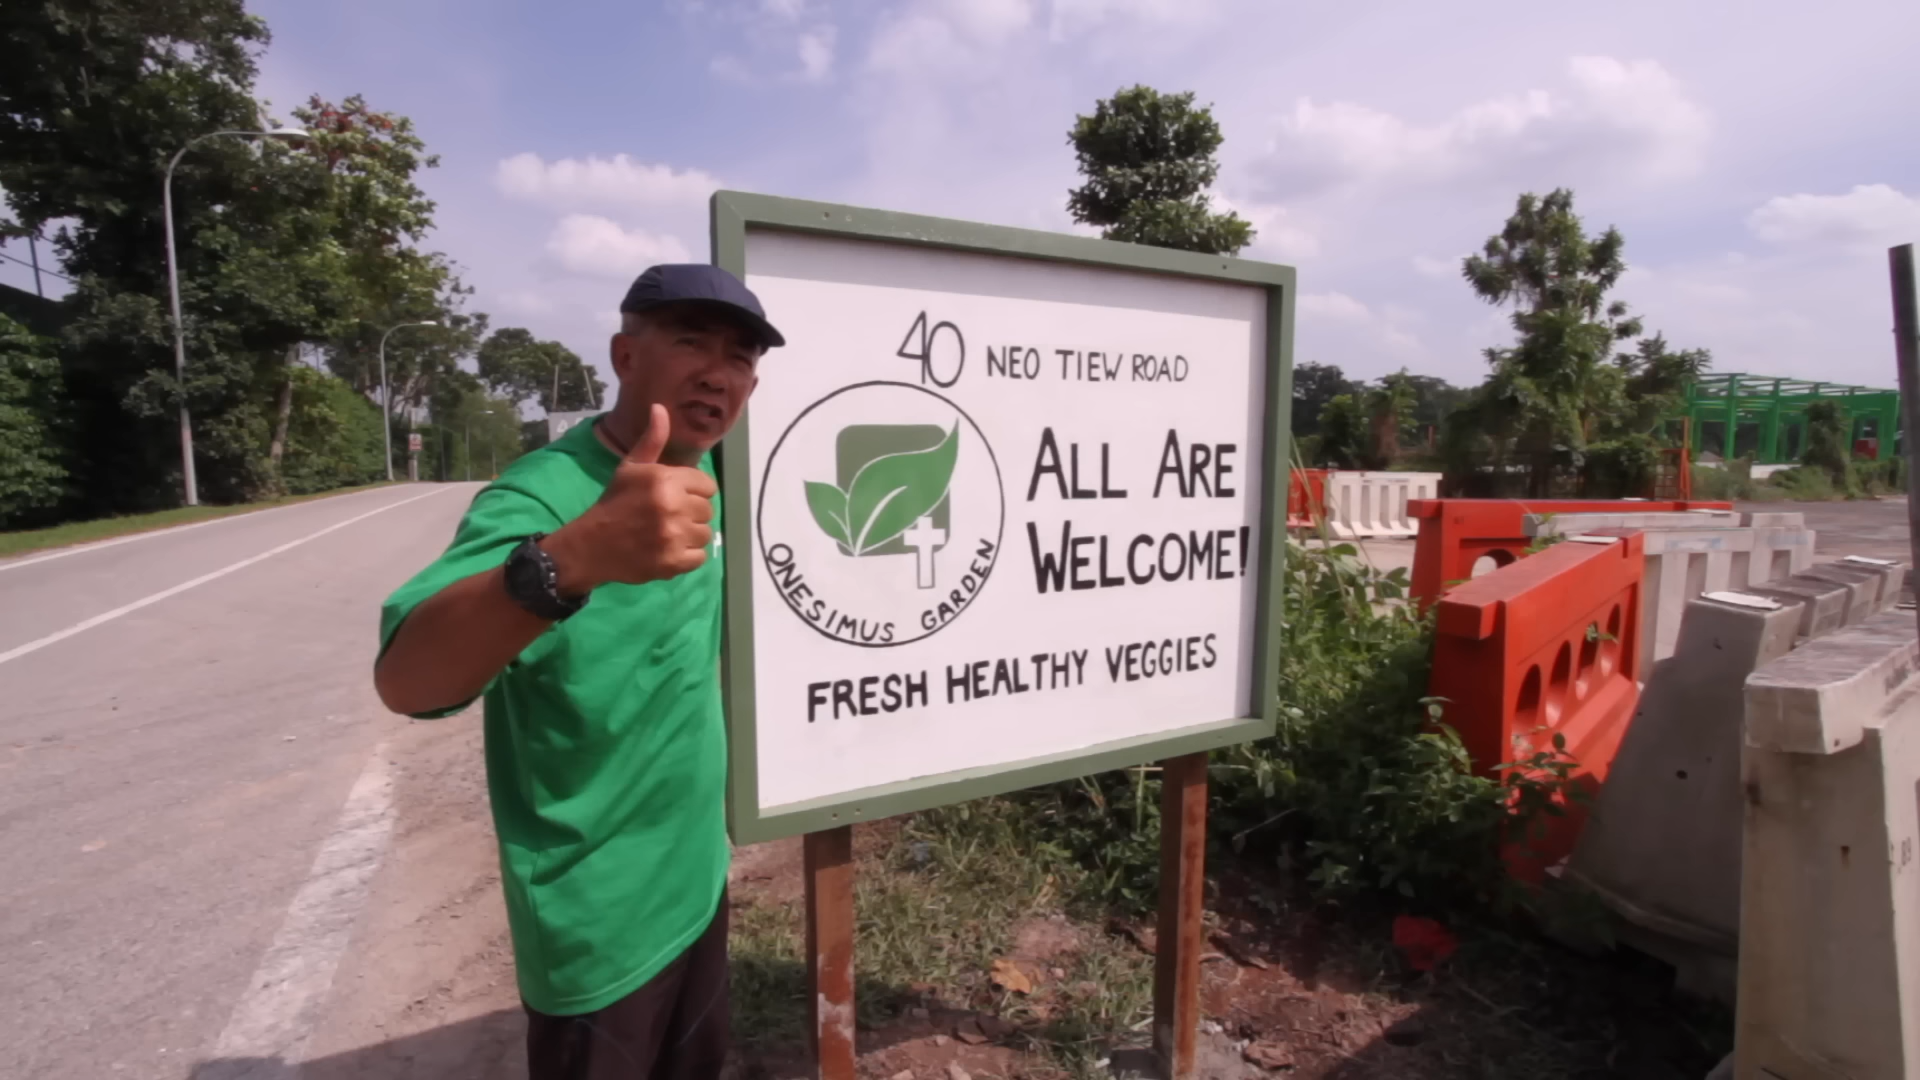 40 NEO TIEW ROAD
ALL ARE
WELCOME!
ONESIMUS GARDEN
FRESH HEALTHY VEGGIES